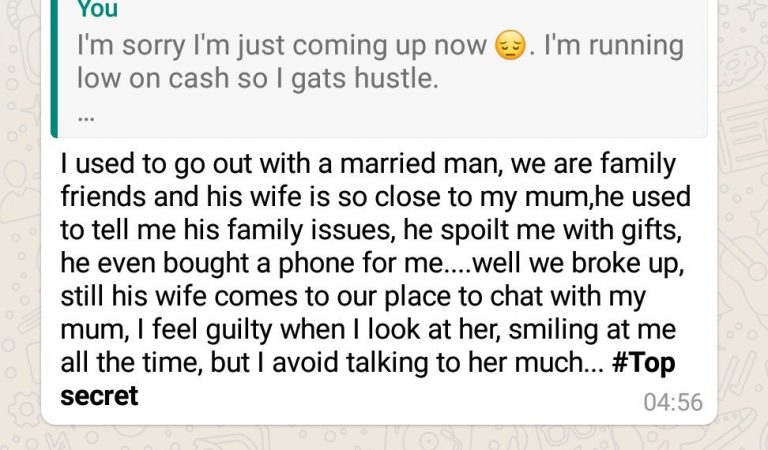 You
I'm sorry I'm just coming up now 😔. I'm running
low on cash so I gats hustle.
...
I used to go out with a married man, we are family
friends and his wife is so close to my mum,he used
to tell me his family issues, he spoilt me with gifts,
he even bought a phone for me....well we broke up,
still his wife comes to our place to chat with my
mum, I feel guilty when I look at her, smiling at me
all the time, but I avoid talking to her much... #Top
secret
04:56